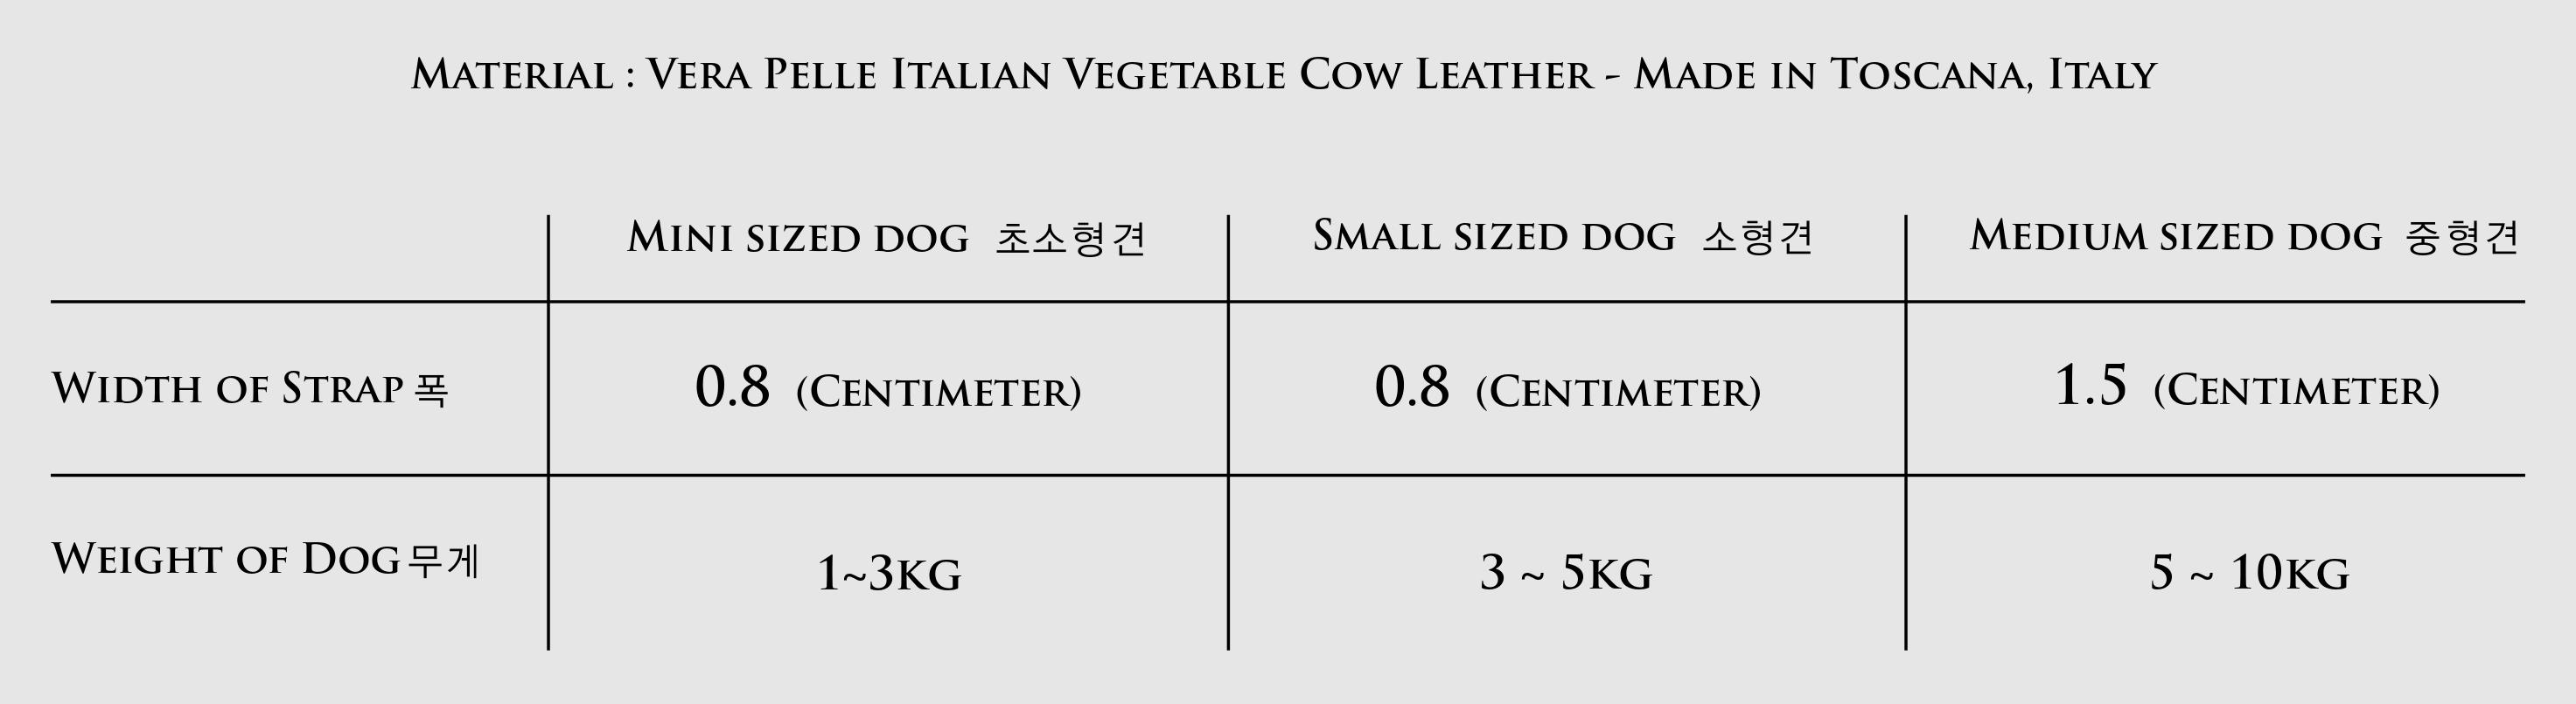 Material : Vera Pelle Italian Vegetable Cow Leather - Made in Toscana, Italy
Mini sized dog 초소형견 Small sized dog 소형견 Medium sized dog 중형견
Width of Strap 폭 0.8 (Centimeter) 0.8 (Centimeter) 1.5 (Centimeter)
Weight of Dog 무게 1~3kg 3 ~ 5kg 5 ~ 10kg